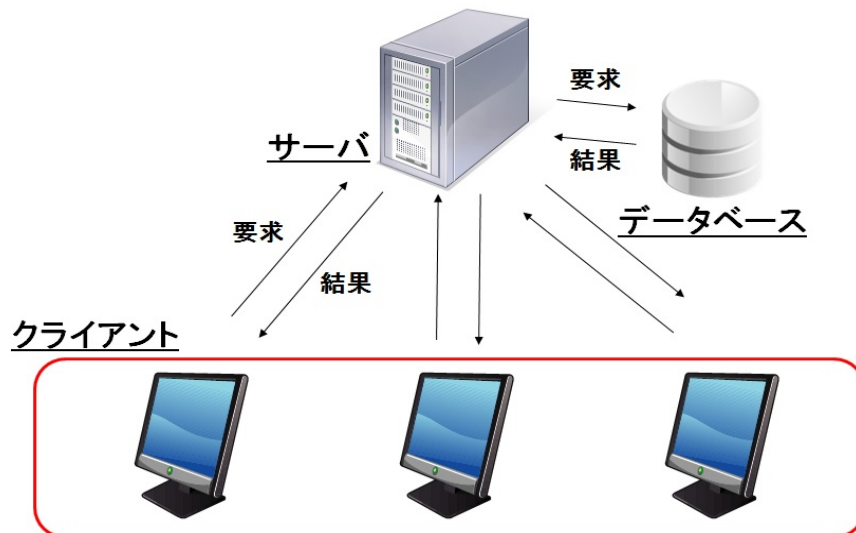 要求
サーバ
結果
データベース
要求
結果
クライアント